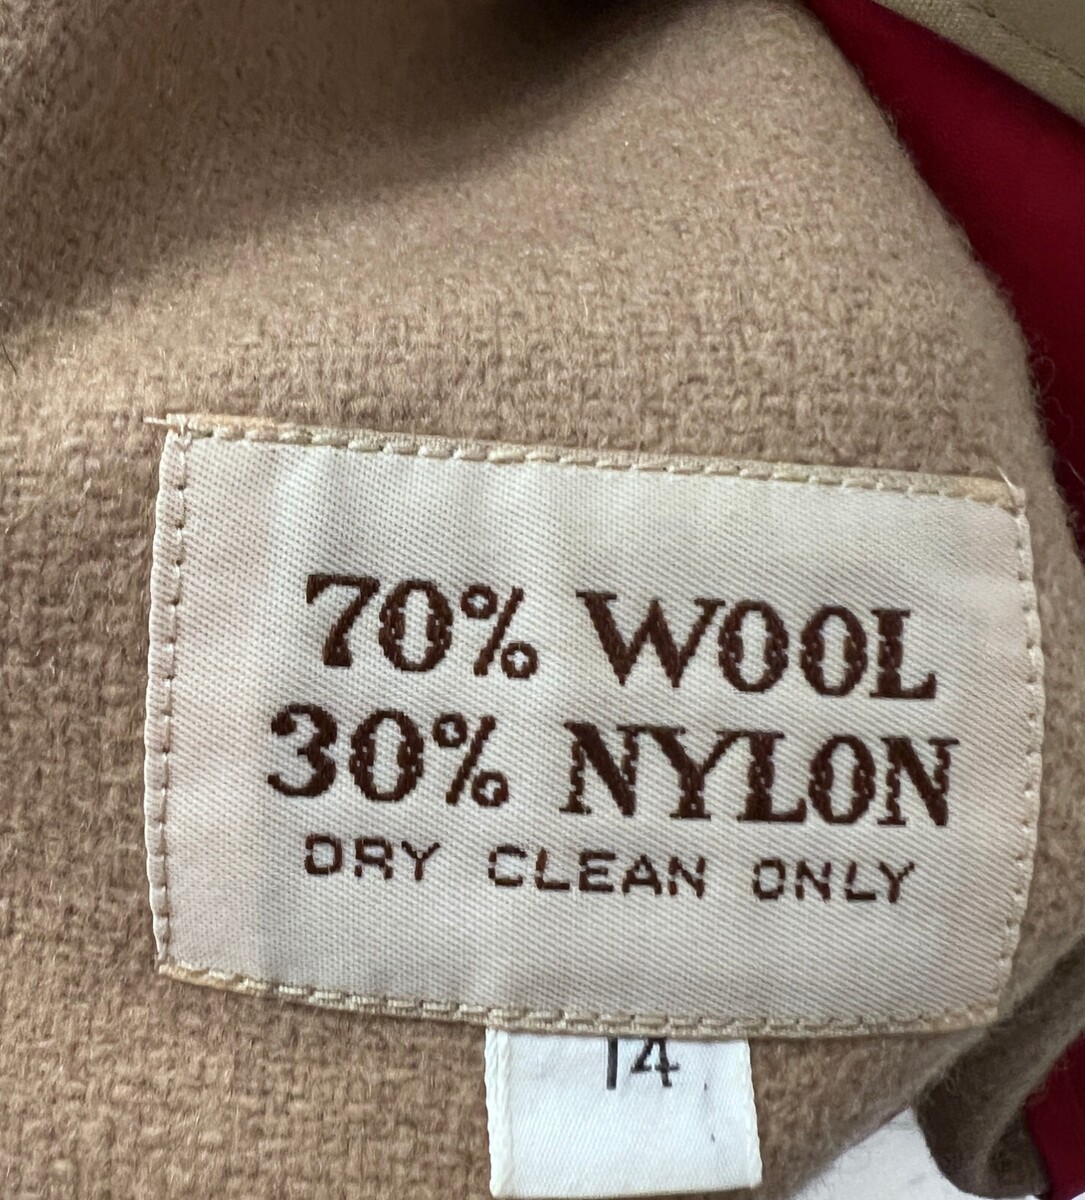 70% WOOL
30% NYLON
DRY CLEAN ONLY
14